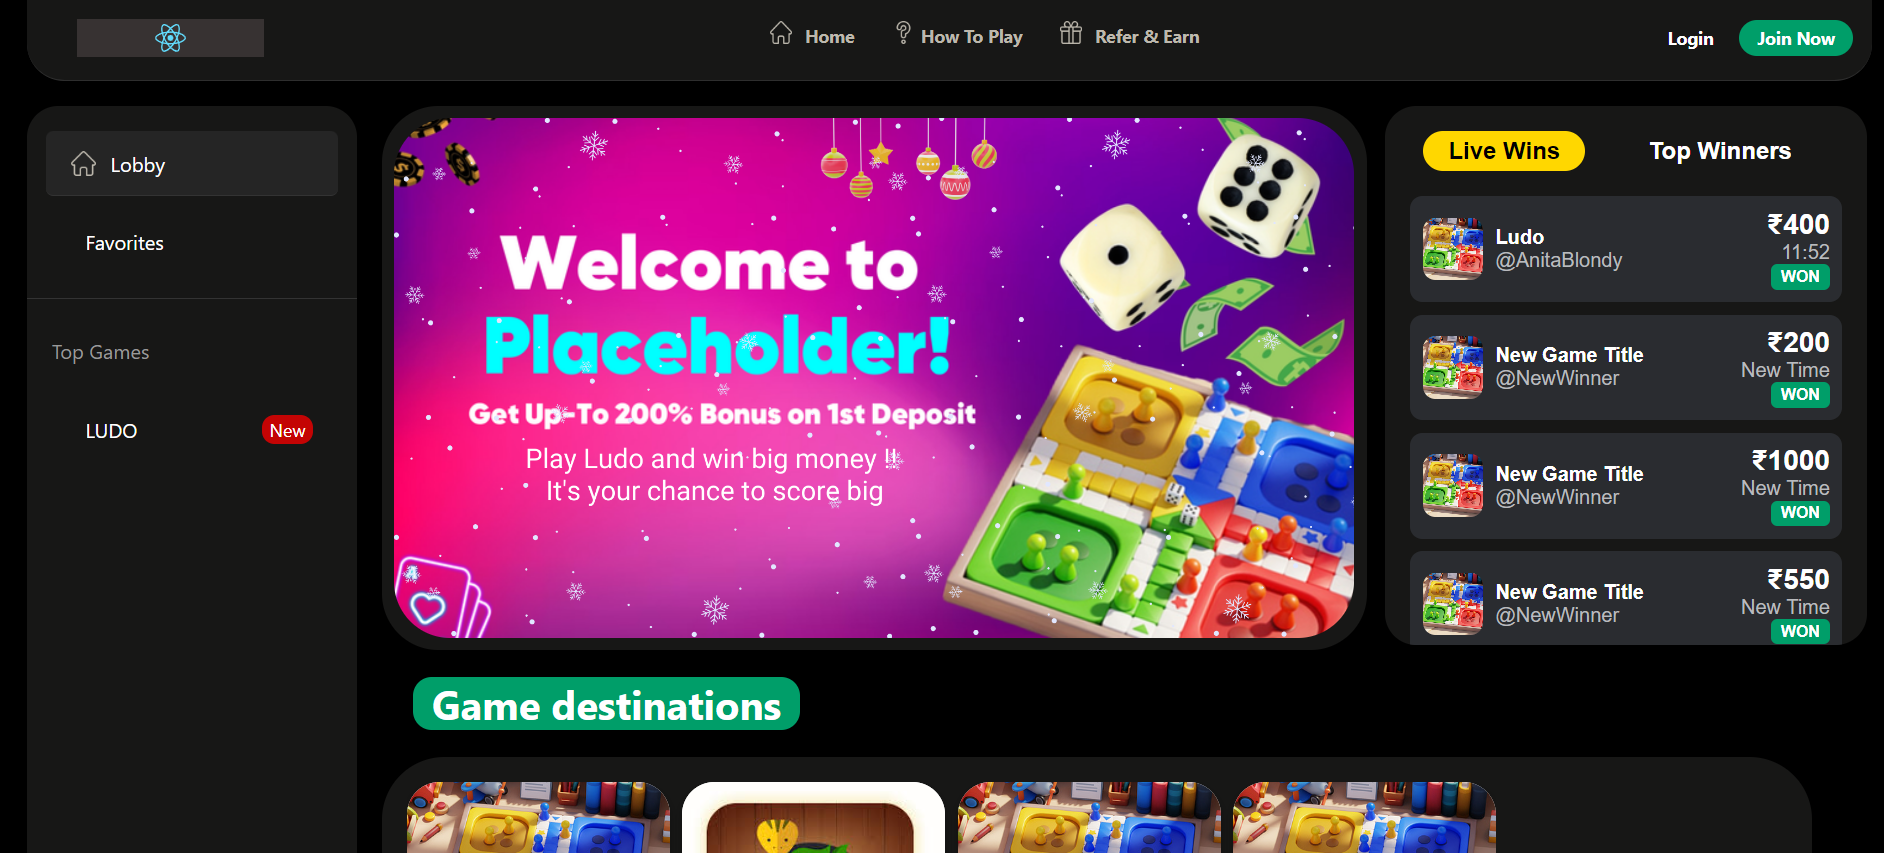 Home
How To Play
Refer & Earn
Login
Join Now
Lobby
Favorites
Top Games
LUDO
New
Welcome to
Placeholder!
Get Up-To 200% Bonus on 1st Deposit
Play Ludo and win big money !!
It's your chance to score big
Live Wins
Top Winners
Ludo
@AnitaBlondy
₹400
11:52
WON
New Game Title
@NewWinner
₹200
New Time
WON
New Game Title
@NewWinner
₹1000
New Time
WON
New Game Title
@NewWinner
₹550
New Time
WON
Game destinations